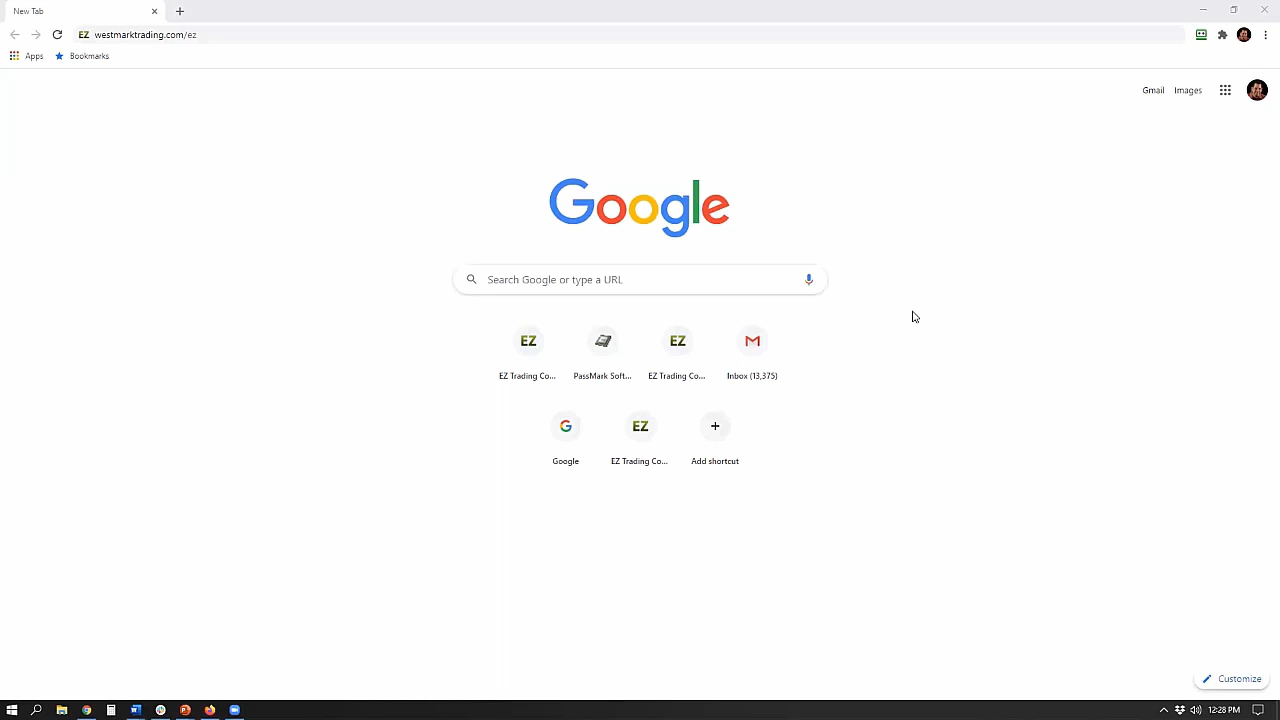 New Tab
EZ westmarktrading.com/ez
Apps Bookmarks
Gmail Images
Google
Search Google or type a URL
EZ EZ
EZ Trading Co... PassMark Soft... EZ Trading Co... Inbox (13,375)
G EZ
Google EZ Trading Co... Add shortcut
Customize
12:28 PM